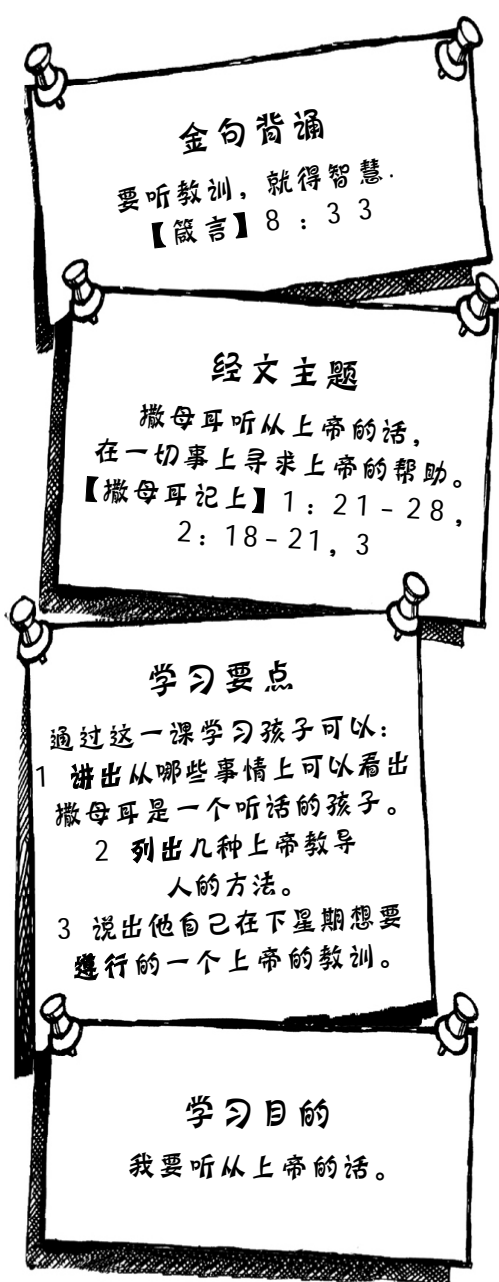 金句背诵
要听教训，就得智慧.
【箴言】8：33
经文主题
撒母耳听从上帝的话，
在一切事上寻求上帝的帮助。
【撒母耳记上】1：21-28，
2：18-21，3
学习要点
通过这一课学习孩子可以：
1 讲出从哪些事情上可以看出
撒母耳是一个听话的孩子。
2 列出几种上帝教导
人的方法。
3 说出他自己在下星期想要
遵行的一个上帝的教训。
学习目的
我要听从上帝的话。